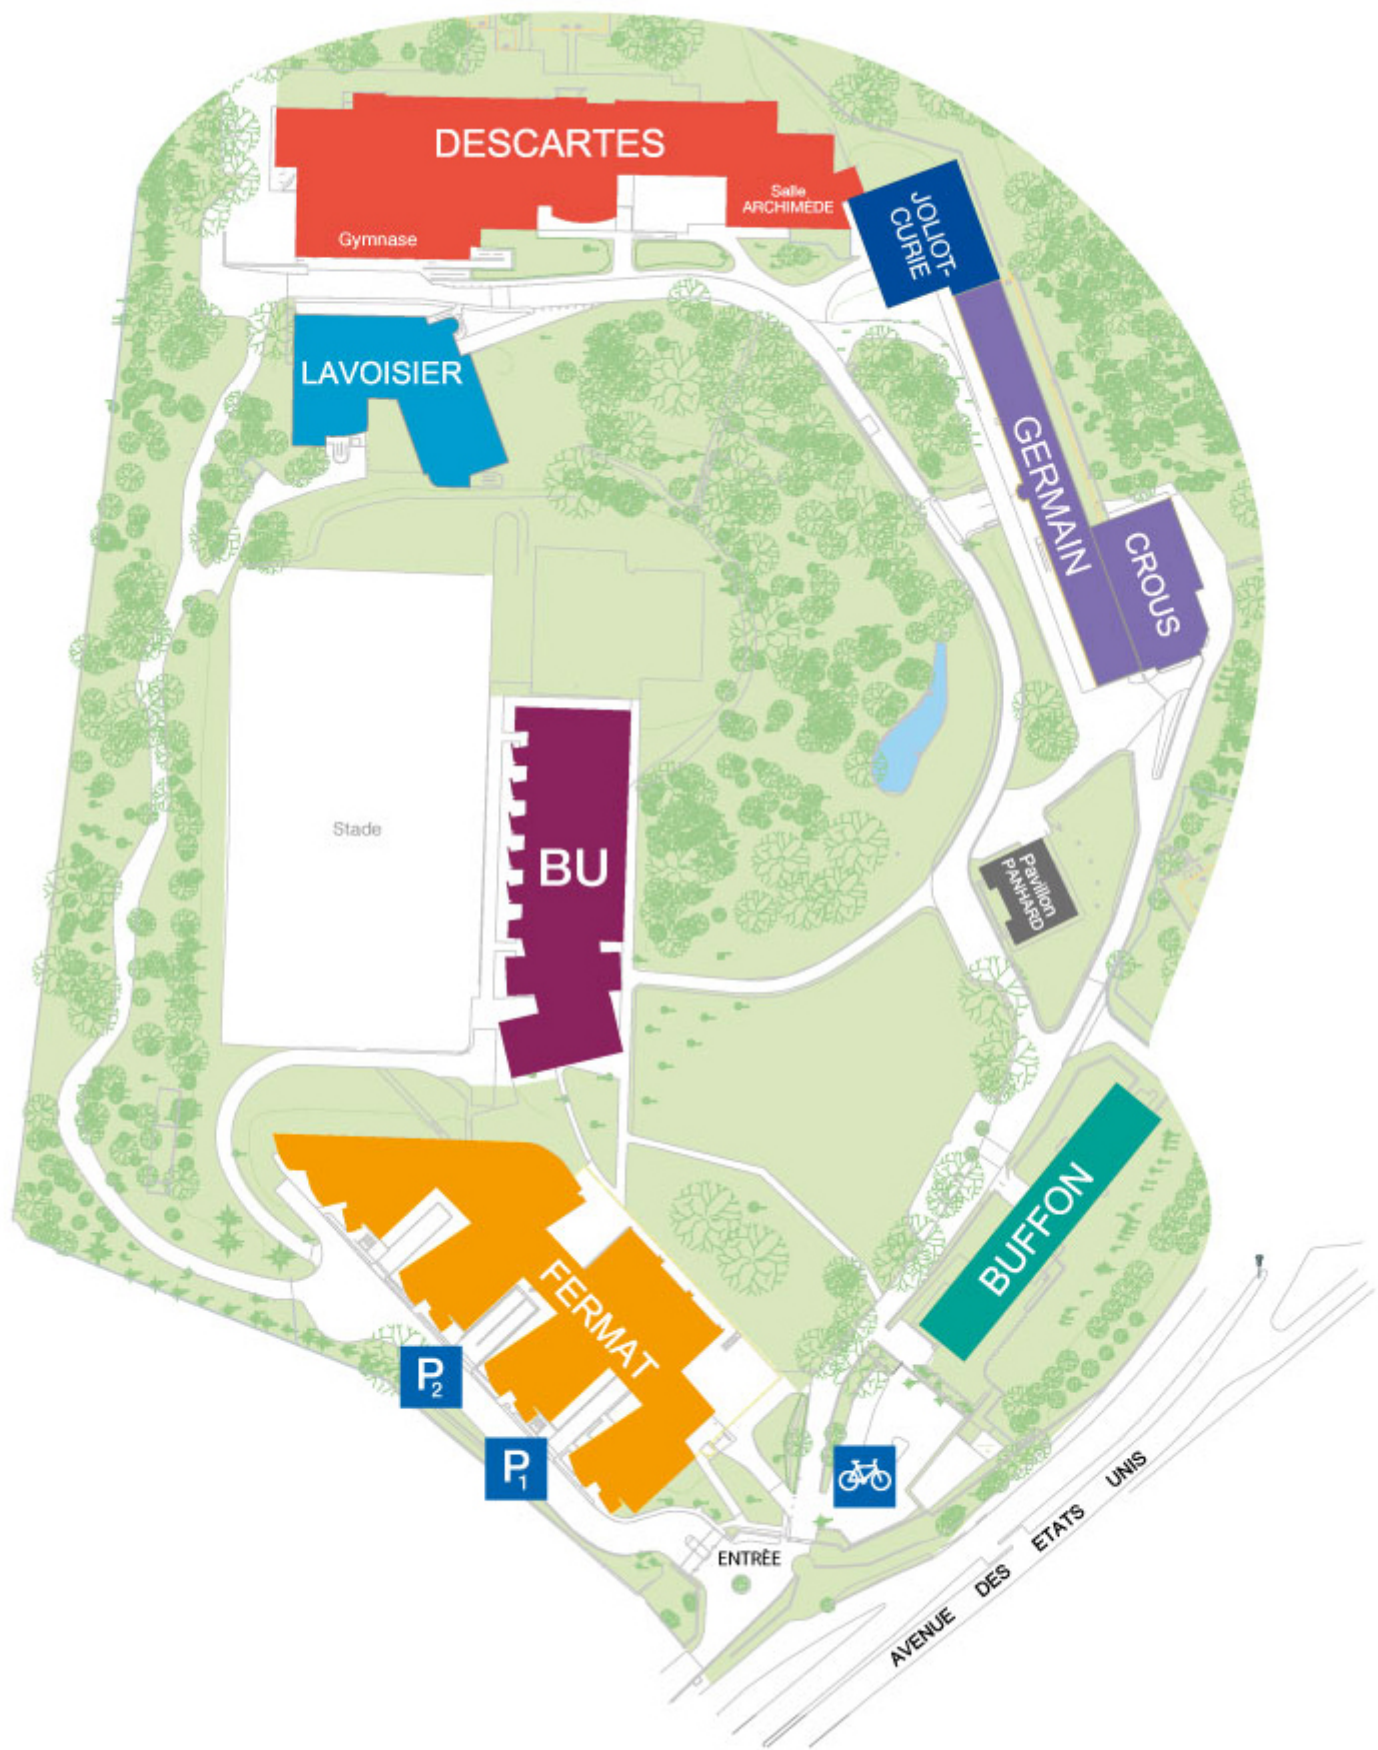 DESCARTES
Salle
ARCHIMÈDE
Gymnase
JOLIOT-
CURIE
LAVOISIER
GERMAIN
CROUS
Stade
BU
Pavillon
PANHARD
BUFFON
FERMAT
P2
P1
ENTRÊE
AVENUE DES ETATS UNIS